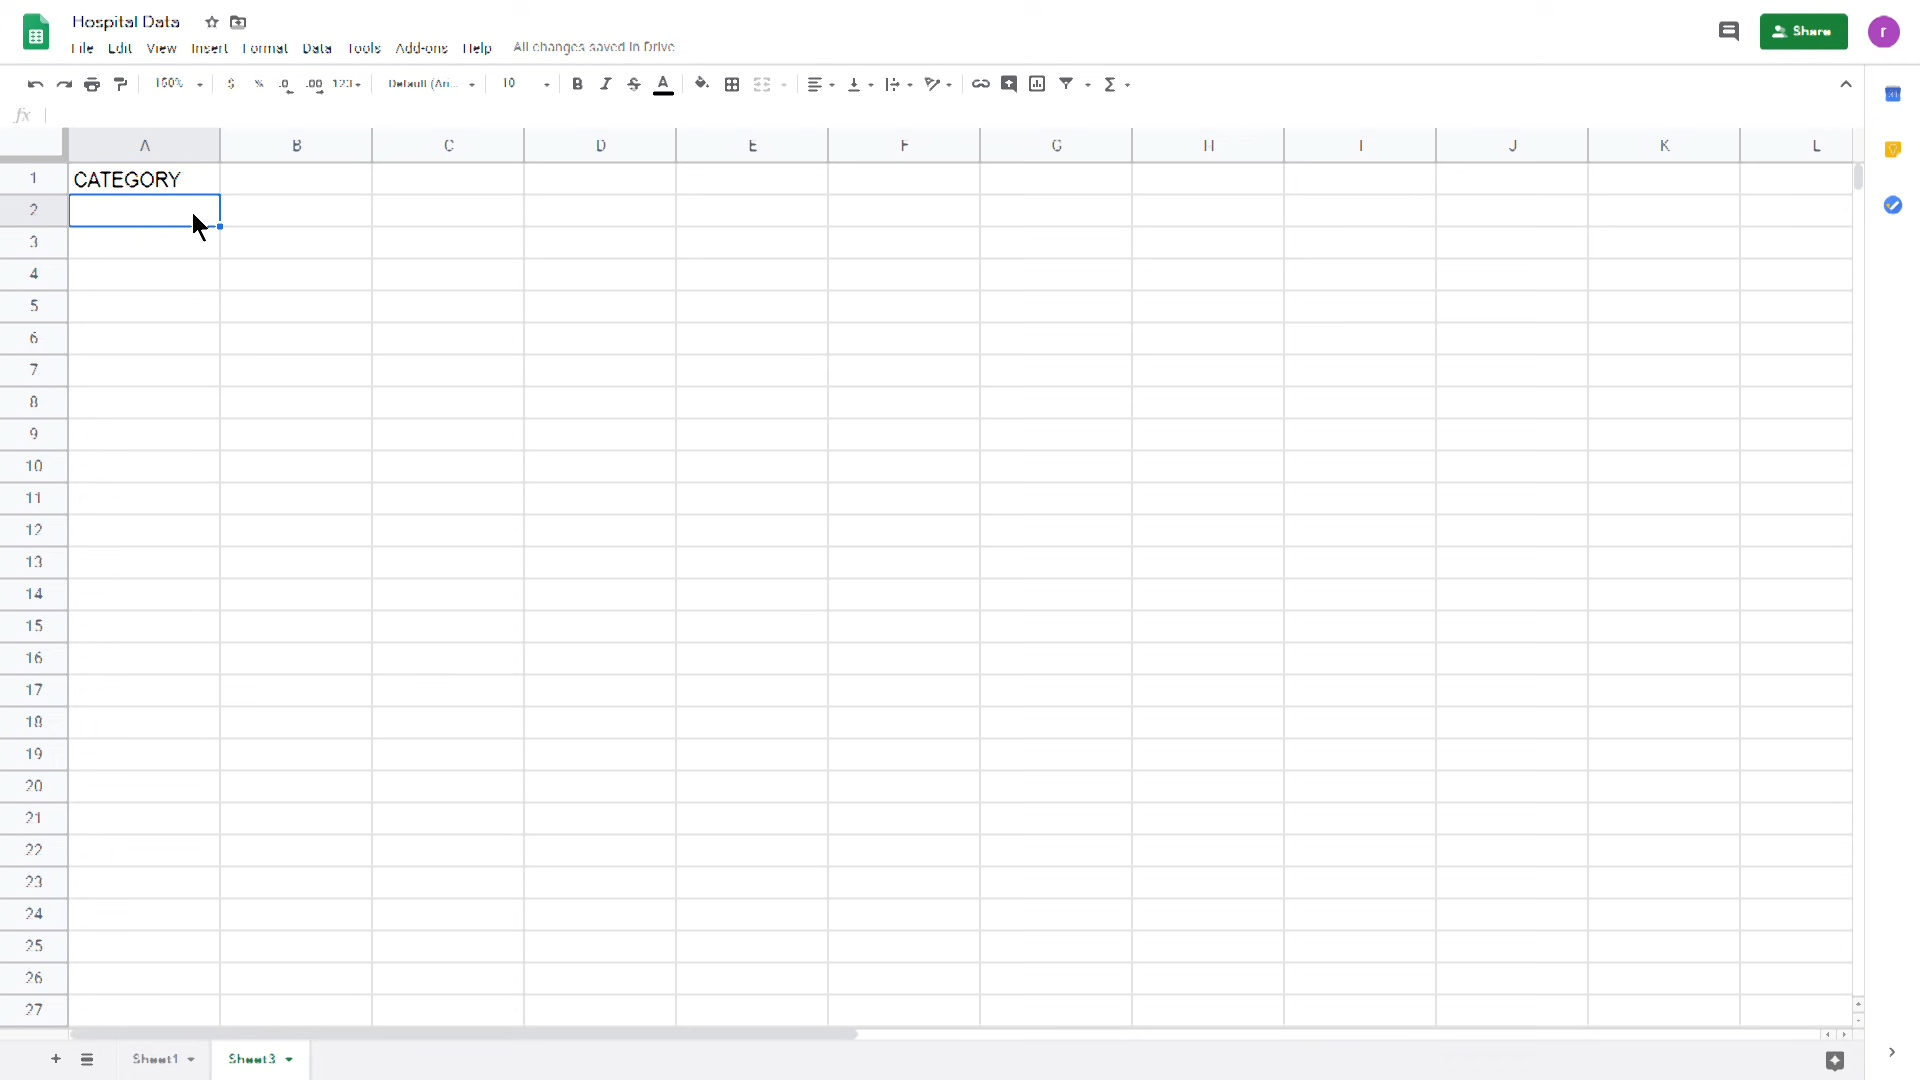 Hospital Data
File Edit View Insert Format Data Tools Add-ons Help All changes saved in Drive
Share
r
150% $ % .0 .00 123 Default (Ari... 10 B I S A
fx
A B C D E F G H I J K L
1 CATEGORY
2
3
4
5
6
7
8
9
10
11
12
13
14
15
16
17
18
19
20
21
22
23
24
25
26
27
+ Sheet1 Sheet3